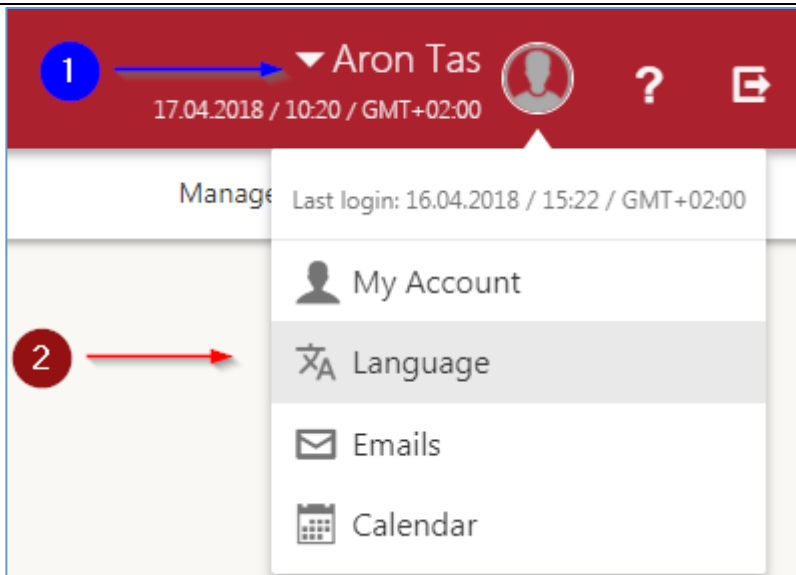 1
Aron Tas
?
17.04.2018 / 10:20 / GMT+02:00
Manage
Last login: 16.04.2018 / 15:22 / GMT+02:00
My Account
2
Language
Emails
Calendar